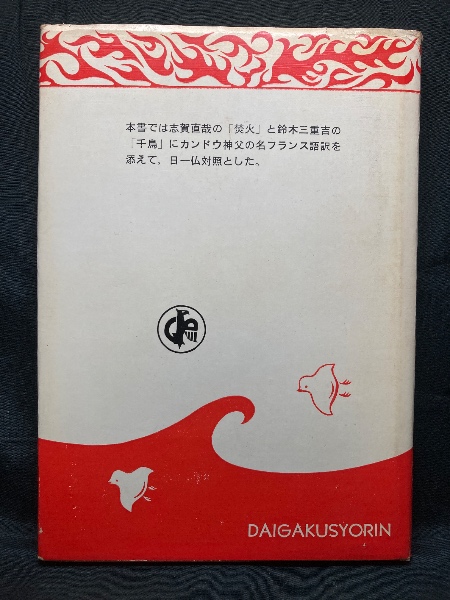 本書では志賀直哉の「焚火」と鈴木三重吉の
「千鳥」にカンドウ神父の名フランス語訳を
添えて、日一仏対照とした。
DAIGAKUSYORIN